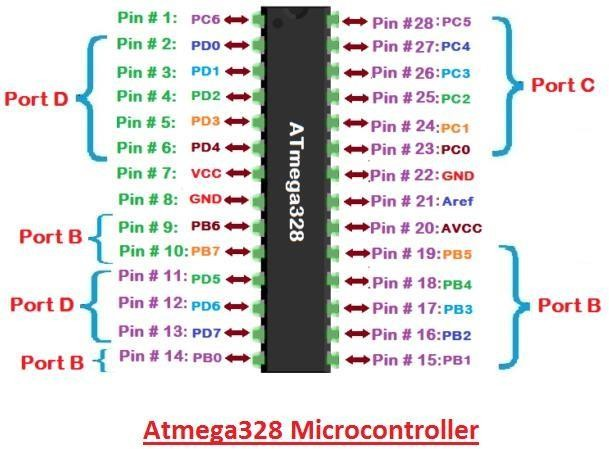 Pin # 1: PC6
Pin # 2: PD0
Pin # 3: PD1
Port D
Pin # 4: PD2
Pin # 5: PD3
Pin # 6: PD4
Pin # 7: VCC
Pin # 8: GND
Pin # 9: PB6
Port B
Pin # 10: PB7
Pin # 11: PD5
Port D
Pin # 12: PD6
Pin # 13: PD7
Port B
Pin # 14: PB0
ATmega328
Pin #28: PC5
Pin # 27: PC4
Pin # 26: PC3
Port C
Pin # 25: PC2
Pin # 24: PC1
Pin # 23: PC0
Pin # 22: GND
Pin # 21: Aref
Pin # 20: AVCC
Pin # 19: PB5
Pin # 18: PB4
Port B
Pin # 17: PB3
Pin # 16: PB2
Pin # 15: PB1
Atmega328 Microcontroller